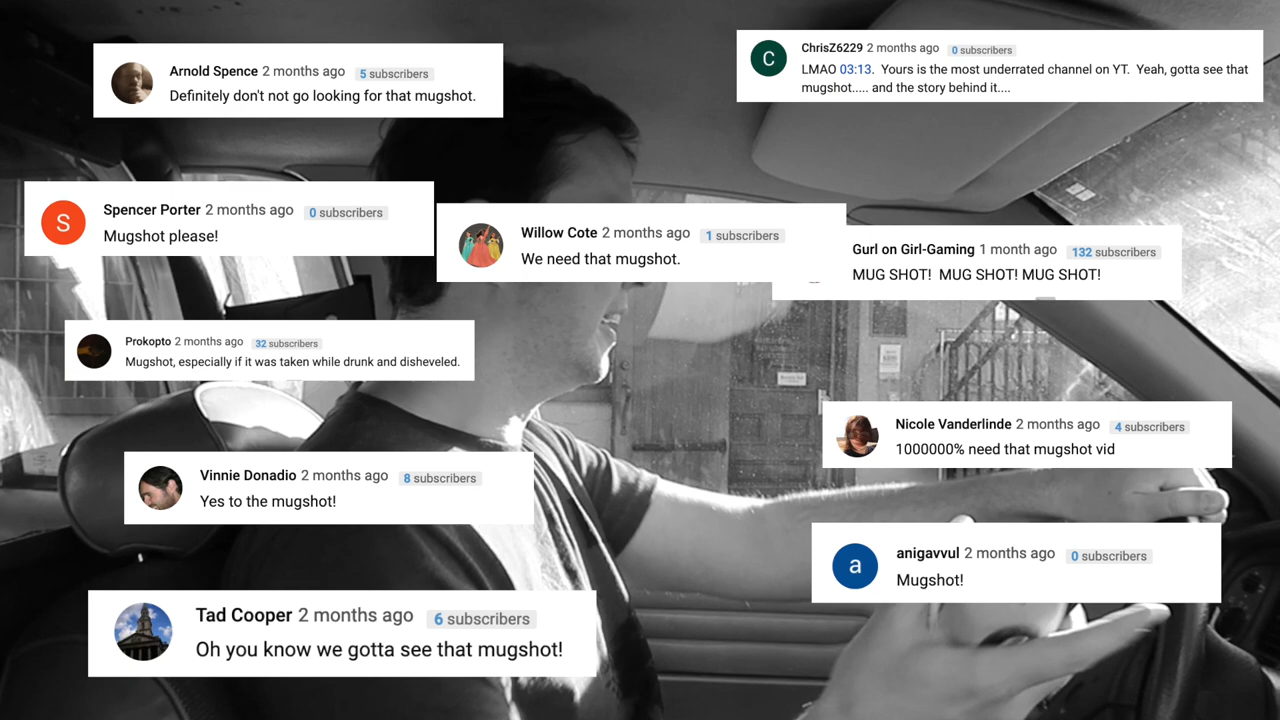 Arnold Spence 2 months ago 5 subscribers
Definitely don't not go looking for that mugshot.
ChrisZ6229 2 months ago 0 subscribers
LMAO 03:13. Yours is the most underrated channel on YT. Yeah, gotta see that
mugshot..... and the story behind it....
Spencer Porter 2 months ago 0 subscribers
Mugshot please!
Willow Cote 2 months ago 1 subscribers
We need that mugshot.
Gurl on Girl-Gaming 1 month ago 132 subscribers
MUG SHOT! MUG SHOT! MUG SHOT!
Prokopto 2 months ago 32 subscribers
Mugshot, especially if it was taken while drunk and disheveled.
Nicole Vanderlinde 2 months ago 4 subscribers
1000000% need that mugshot vid
Vinnie Donadio 2 months ago 8 subscribers
Yes to the mugshot!
anigavvul 2 months ago 0 subscribers
Mugshot!
Tad Cooper 2 months ago 6 subscribers
Oh you know we gotta see that mugshot!